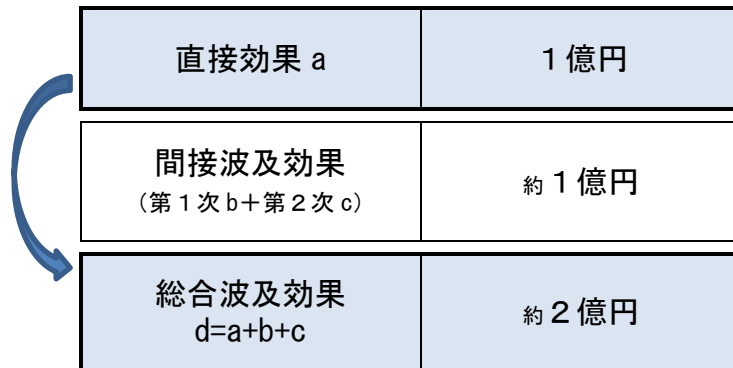 直接効果 a
１億円
間接波及効果
（第１次 b＋第２次 c）
約１億円
総合波及効果
d=a+b+c
約２億円